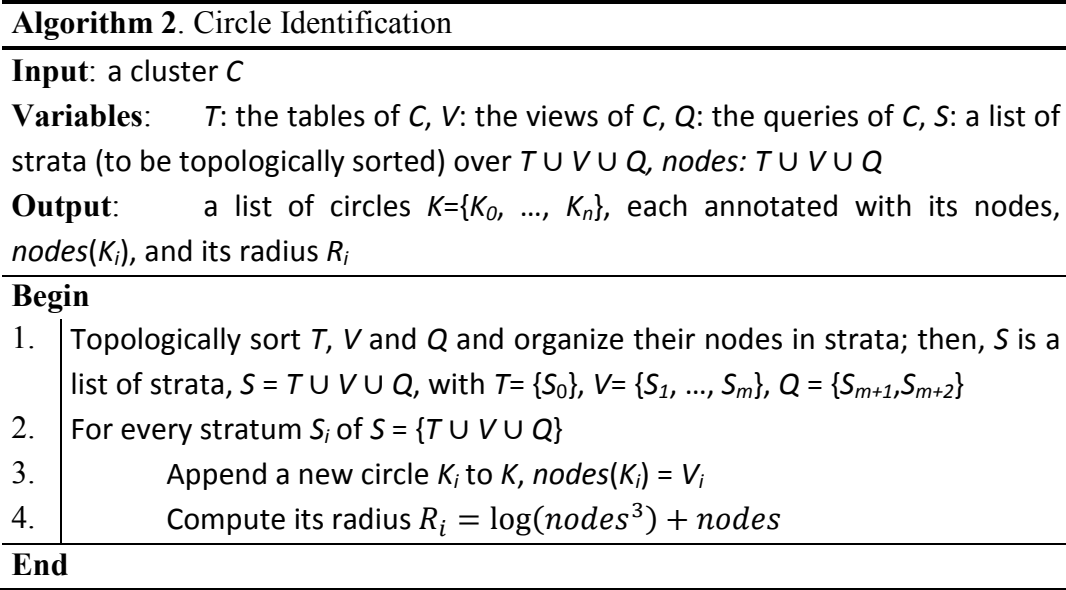 Algorithm 2. Circle Identification
Input: a cluster C
Variables: T: the tables of C, V: the views of C, Q: the queries of C, S: a list of
strata (to be topologically sorted) over T ∪ V ∪ Q, nodes: T ∪ V ∪ Q
Output: a list of circles K={K₀, …, Kₙ}, each annotated with its nodes,
nodes(Kᵢ), and its radius Rᵢ
Begin
1. Topologically sort T, V and Q and organize their nodes in strata; then, S is a
list of strata, S = T ∪ V ∪ Q, with T= {S₀}, V= {S₁, …, Sₘ}, Q = {Sₘ₊₁,Sₘ₊₂}
2. For every stratum Sᵢ of S = {T ∪ V ∪ Q}
3. Append a new circle Kᵢ to K, nodes(Kᵢ) = Vᵢ
4. Compute its radius Rᵢ = log(nodes³) + nodes
End